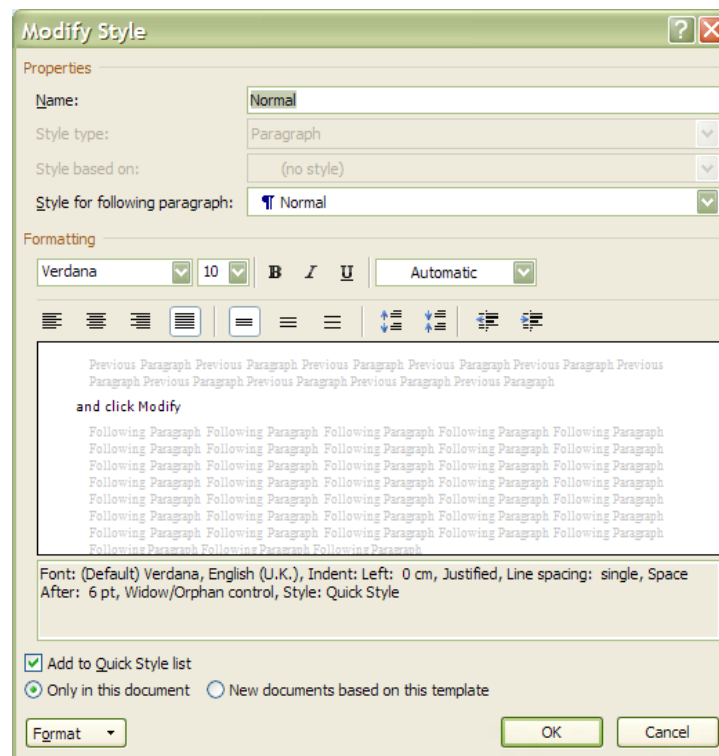 Modify Style
Properties
Name: Normal
Style type: Paragraph
Style based on: (no style)
Style for following paragraph: ¶ Normal
Formatting
Verdana 10 B I U Automatic
Previous Paragraph Previous Paragraph Previous Paragraph Previous Paragraph Previous Paragraph Previous
Paragraph Previous Paragraph Previous Paragraph Previous Paragraph Previous Paragraph
and click Modify
Following Paragraph Following Paragraph Following Paragraph Following Paragraph Following Paragraph
Following Paragraph Following Paragraph Following Paragraph Following Paragraph Following Paragraph
Following Paragraph Following Paragraph Following Paragraph Following Paragraph Following Paragraph
Following Paragraph Following Paragraph Following Paragraph Following Paragraph Following Paragraph
Following Paragraph Following Paragraph Following Paragraph Following Paragraph Following Paragraph
Following Paragraph Following Paragraph Following Paragraph Following Paragraph Following Paragraph
Following Paragraph Following Paragraph Following Paragraph Following Paragraph Following Paragraph
Following Paragraph Following Paragraph Following Paragraph
Font: (Default) Verdana, English (U.K.), Indent: Left: 0 cm, Justified, Line spacing: single, Space
After: 6 pt, Widow/Orphan control, Style: Quick Style
Add to Quick Style list
Only in this document New documents based on this template
Format OK Cancel